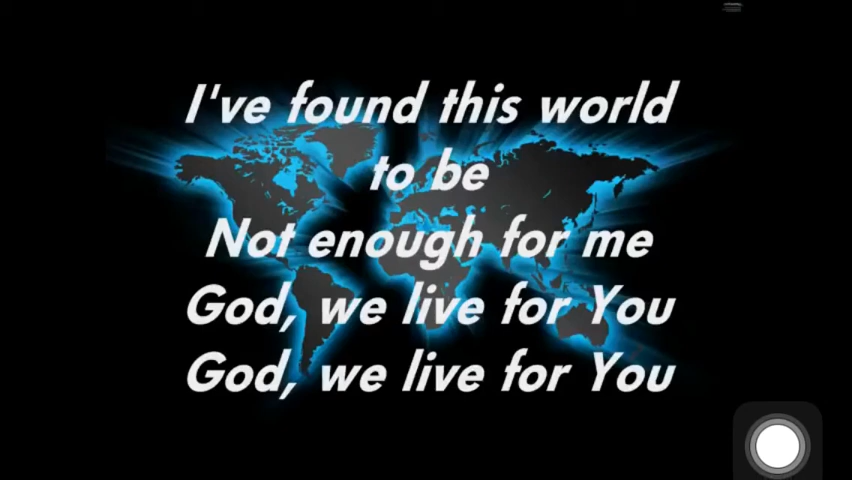 I've found this world
to be
Not enough for me
God, we live for You
God, we live for You